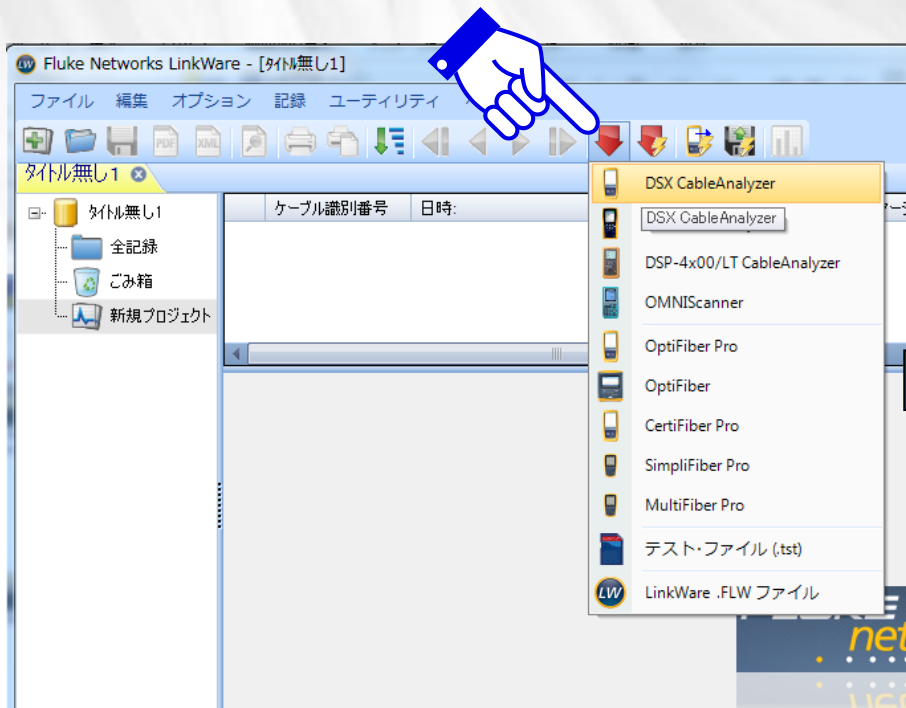 Fluke Networks LinkWare - [ﾀｲﾄﾙ無し1]
ファイル 編集 オプション 記録 ユーティリティ
PDF XML
ﾀｲﾄﾙ無し1
ﾀｲﾄﾙ無し1
全記録
ごみ箱
新規プロジェクト
ケーブル識別番号 日時:
DSX CableAnalyzer
DSX CableAnalyzer
DSP-4x00/LT CableAnalyzer
OMNIScanner
OptiFiber Pro
OptiFiber
CertiFiber Pro
SimpliFiber Pro
MultiFiber Pro
テスト・ファイル (.tst)
LW LinkWare .FLW ファイル
net